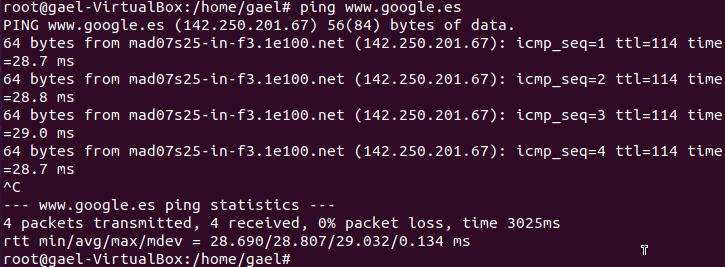 root@gael-VirtualBox:/home/gael# ping www.google.es
PING www.google.es (142.250.201.67) 56(84) bytes of data.
64 bytes from mad07s25-in-f3.1e100.net (142.250.201.67): icmp_seq=1 ttl=114 time
=28.7 ms
64 bytes from mad07s25-in-f3.1e100.net (142.250.201.67): icmp_seq=2 ttl=114 time
=28.8 ms
64 bytes from mad07s25-in-f3.1e100.net (142.250.201.67): icmp_seq=3 ttl=114 time
=29.0 ms
64 bytes from mad07s25-in-f3.1e100.net (142.250.201.67): icmp_seq=4 ttl=114 time
=28.7 ms
^C
--- www.google.es ping statistics ---
4 packets transmitted, 4 received, 0% packet loss, time 3025ms
rtt min/avg/max/mdev = 28.690/28.807/29.032/0.134 ms
root@gael-VirtualBox:/home/gael#